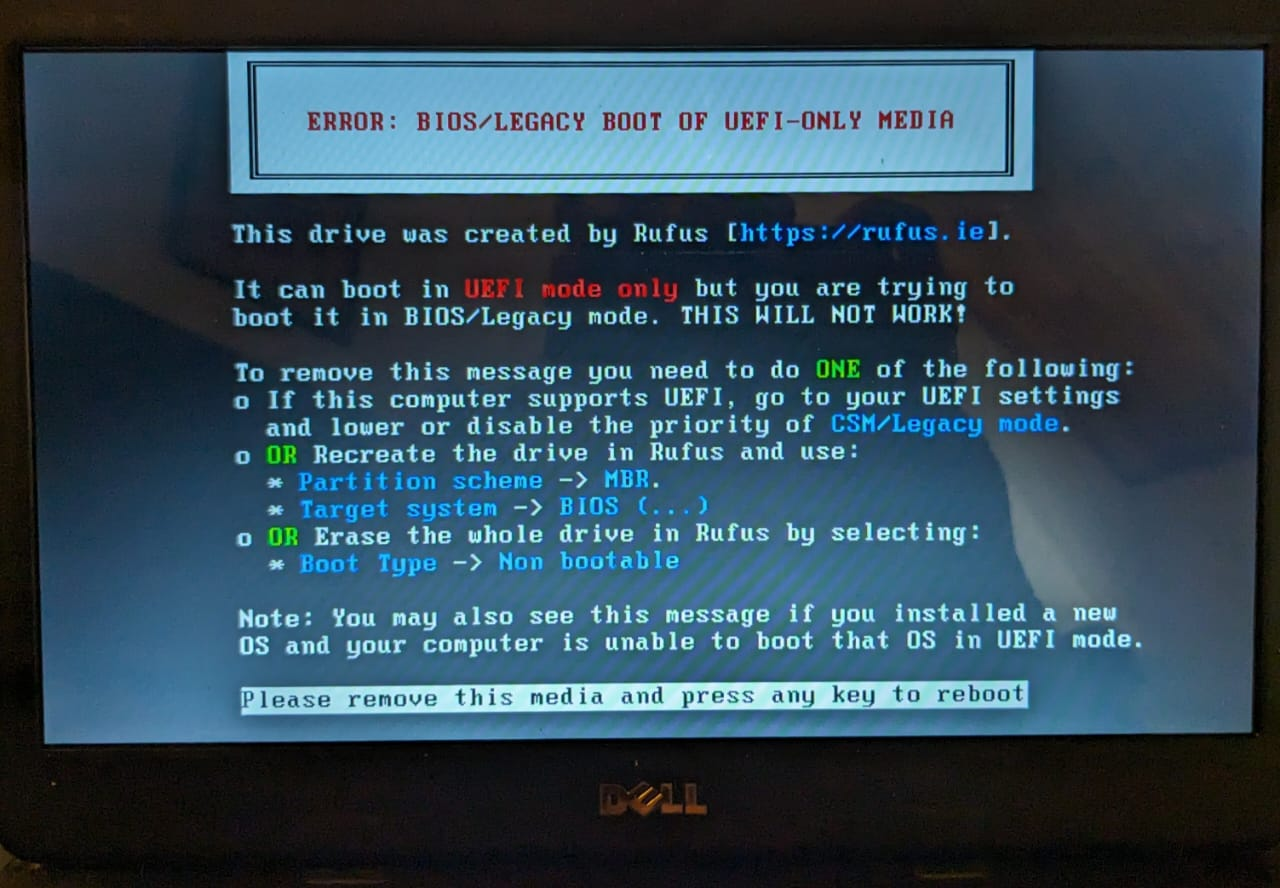 ERROR: BIOS/LEGACY BOOT OF UEFI-ONLY MEDIA
This drive was created by Rufus [https://rufus.ie].
It can boot in UEFI mode only but you are trying to
boot it in BIOS/Legacy mode. THIS WILL NOT WORK!
To remove this message you need to do ONE of the following:
o If this computer supports UEFI, go to your UEFI settings
and lower or disable the priority of CSM/Legacy mode.
o OR Recreate the drive in Rufus and use:
* Partition scheme -> MBR.
* Target system -> BIOS (...)
o OR Erase the whole drive in Rufus by selecting:
* Boot Type -> Non bootable
Note: You may also see this message if you installed a new
OS and your computer is unable to boot that OS in UEFI mode.
Please remove this media and press any key to reboot
DELL